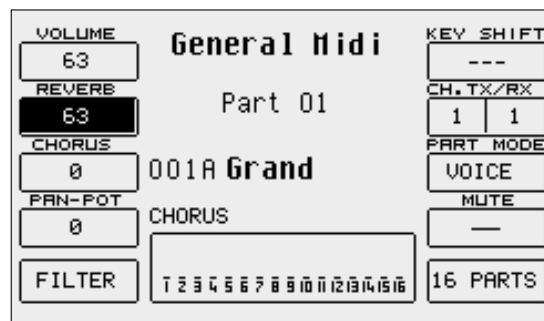 VOLUME
63
REVERB
63
CHORUS
0
PAN-POT
0
FILTER
General Midi
Part 01
001A Grand
CHORUS
1 2 3 4 5 6 7 8 9 10 11 12 13 14 15 16
KEY SHIFT
---
CH.TX/RX
1 1
PART MODE
VOICE
MUTE
—
16 PARTS